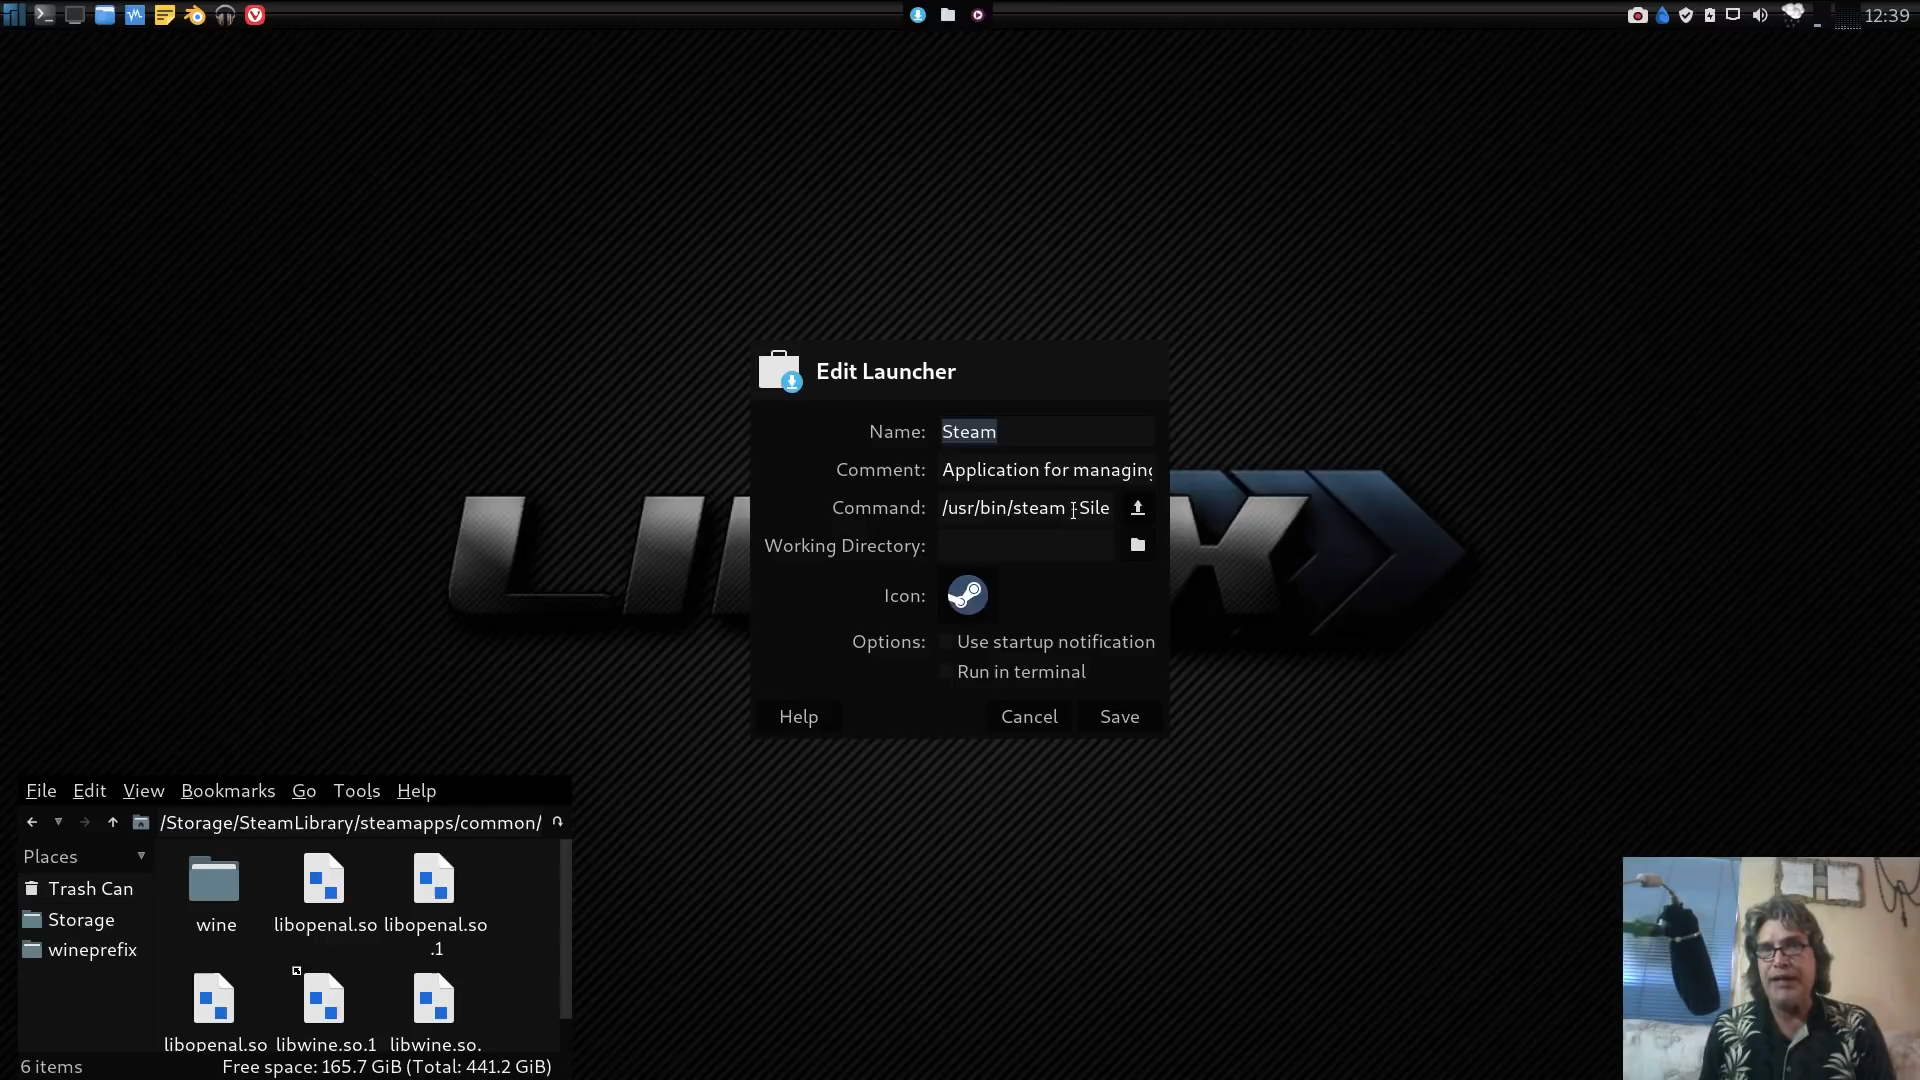 12:39
Edit Launcher
Name: Steam
Comment: Application for managing
Command: /usr/bin/steam -Sile
Working Directory:
Icon:
Options: Use startup notification
Run in terminal
Help Cancel Save
File Edit View Bookmarks Go Tools Help
/Storage/SteamLibrary/steamapps/common/
Places
Trash Can
Storage
wineprefix
wine
libopenal.so
libopenal.so
.1
libopenal.so
libwine.so.1
libwine.so.
6 items
Free space: 165.7 GiB (Total: 441.2 GiB)